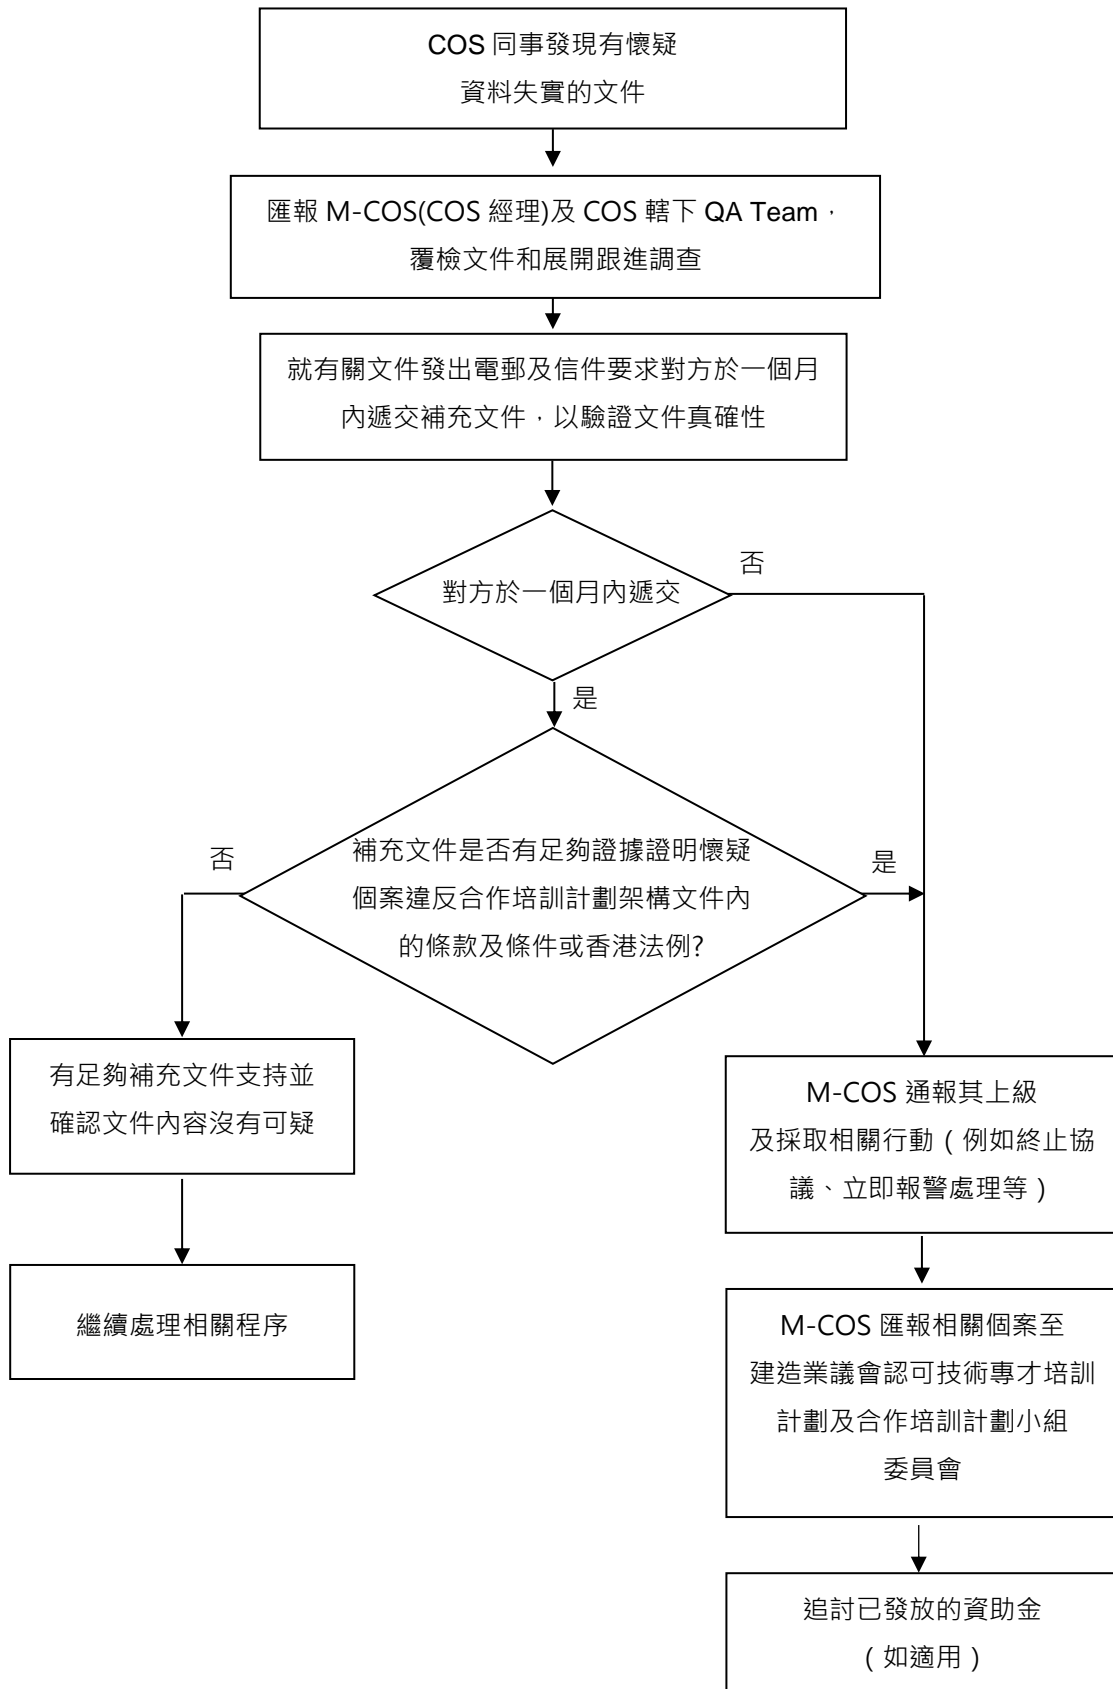 COS 同事發現有懷疑
資料失實的文件
匯報 M-COS(COS 經理)及 COS 轄下 QA Team，
覆檢文件和展開跟進調查
就有關文件發出電郵及信件要求對方於一個月
內遞交補充文件，以驗證文件真確性
對方於一個月內遞交
否
是
補充文件是否有足夠證據證明懷疑
個案違反合作培訓計劃架構文件內
的條款及條件或香港法例?
否
是
有足夠補充文件支持並
確認文件內容沒有可疑
繼續處理相關程序
M-COS 通報其上級
及採取相關行動（例如終止協
議、立即報警處理等）
M-COS 匯報相關個案至
建造業議會認可技術專才培訓
計劃及合作培訓計劃小組
委員會
追討已發放的資助金
（如適用）